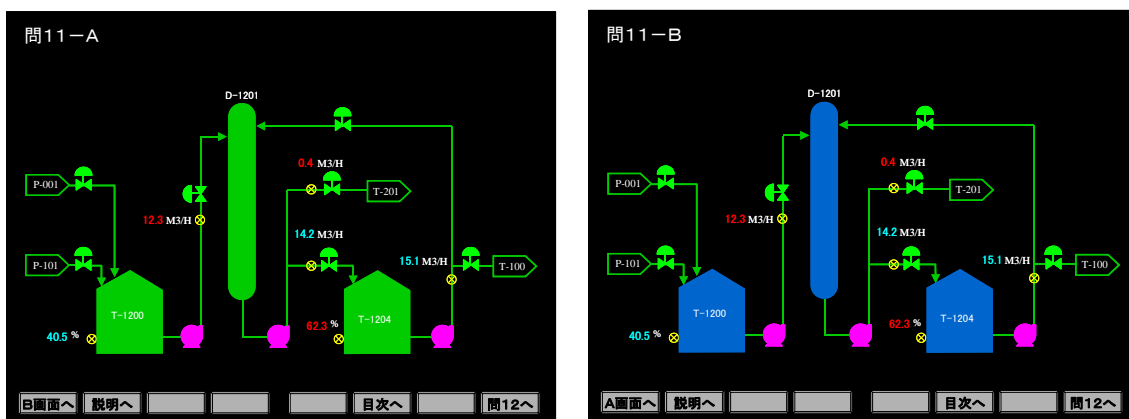 問11-A
D-1201
0.4 M3/H
P-001
T-201
12.3 M3/H
14.2 M3/H
15.1 M3/H
P-101
T-100
T-1200
T-1204
62.3 %
40.5 %
B画面へ 説明へ 目次へ 問12へ
問11-B
D-1201
0.4 M3/H
P-001
T-201
12.3 M3/H
14.2 M3/H
15.1 M3/H
P-101
T-100
T-1200
T-1204
62.3 %
40.5 %
A画面へ 説明へ 目次へ 問12へ